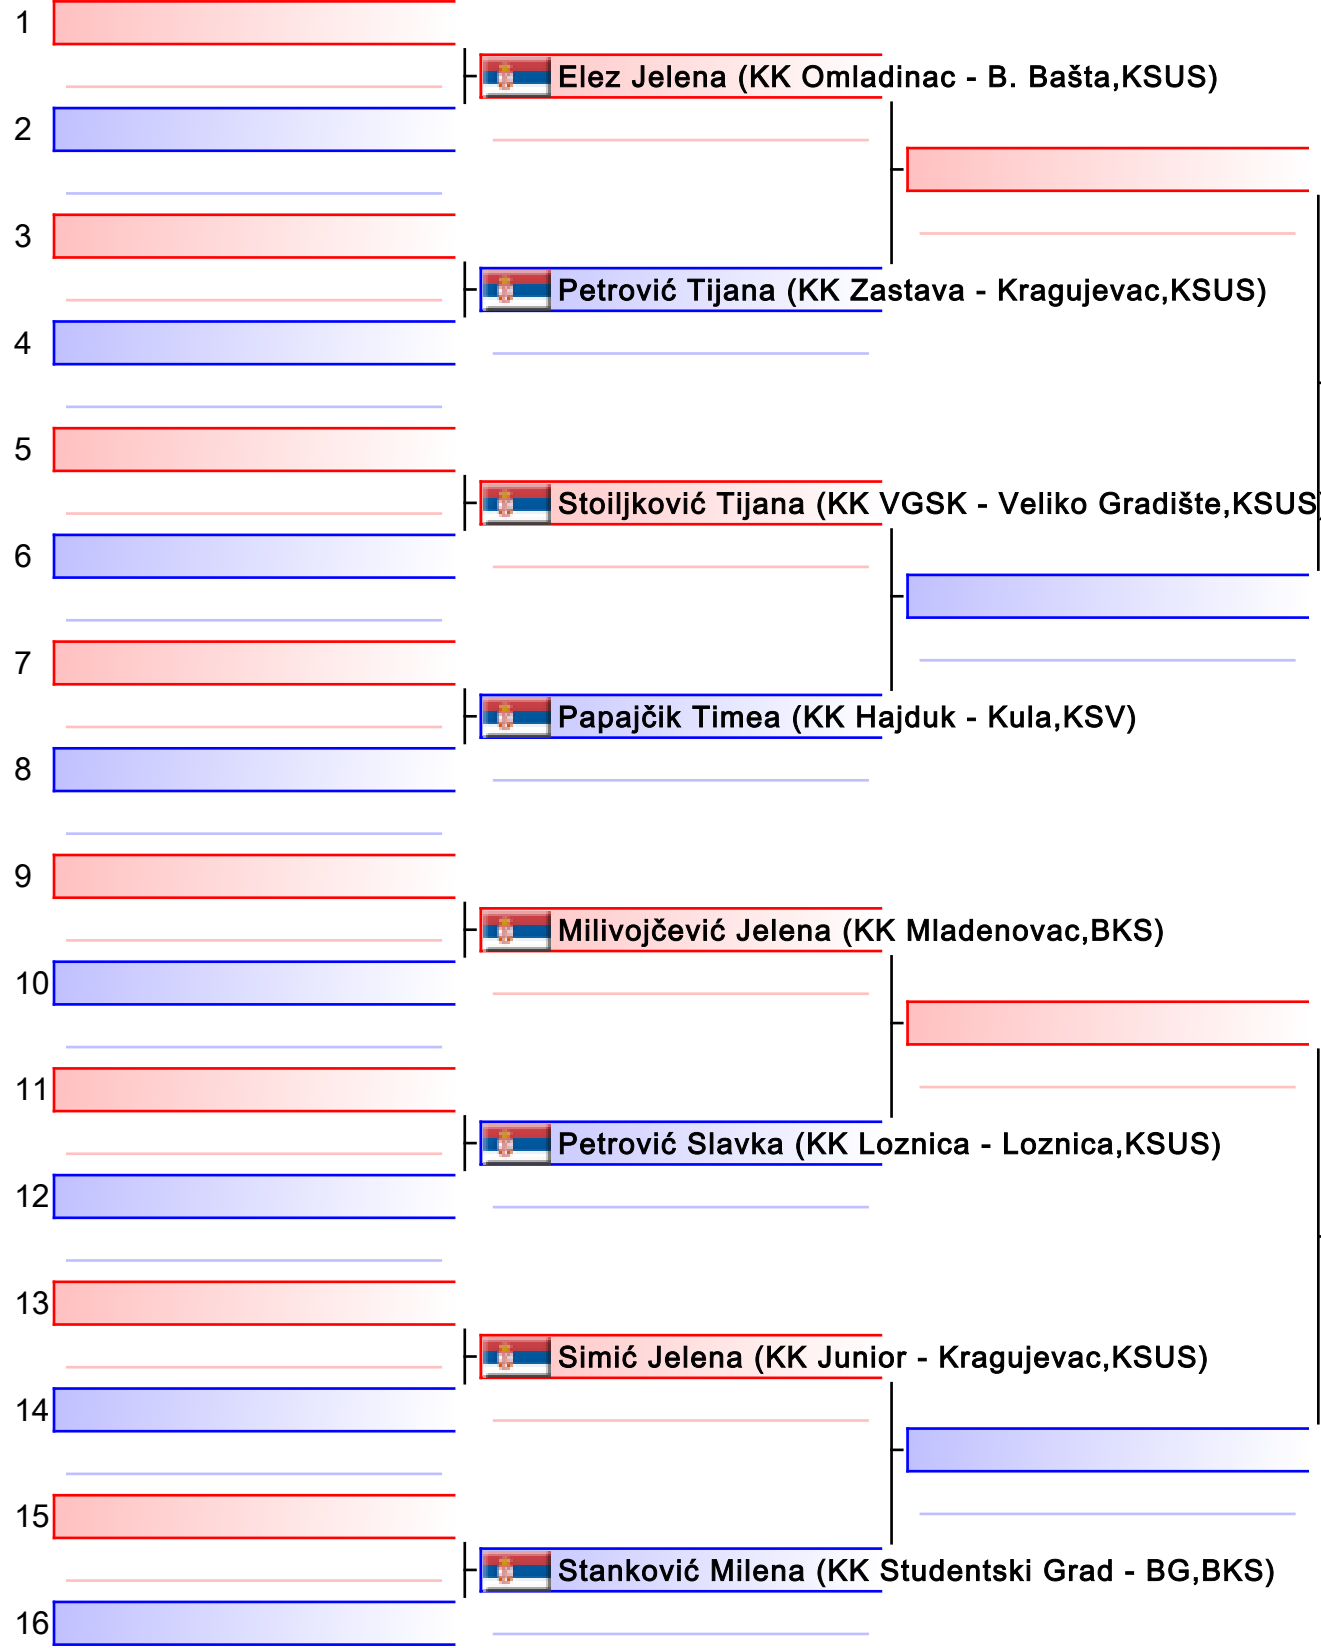 1
Elez Jelena (KK Omladinac - B. Bašta,KSUS)
2
3
Petrović Tijana (KK Zastava - Kragujevac,KSUS)
4
5
Stoiljković Tijana (KK VGSK - Veliko Gradište,KSUS)
6
7
Papajčik Timea (KK Hajduk - Kula,KSV)
8
9
Milivojčević Jelena (KK Mladenovac,BKS)
10
11
Petrović Slavka (KK Loznica - Loznica,KSUS)
12
13
Simić Jelena (KK Junior - Kragujevac,KSUS)
14
15
Stanković Milena (KK Studentski Grad - BG,BKS)
16